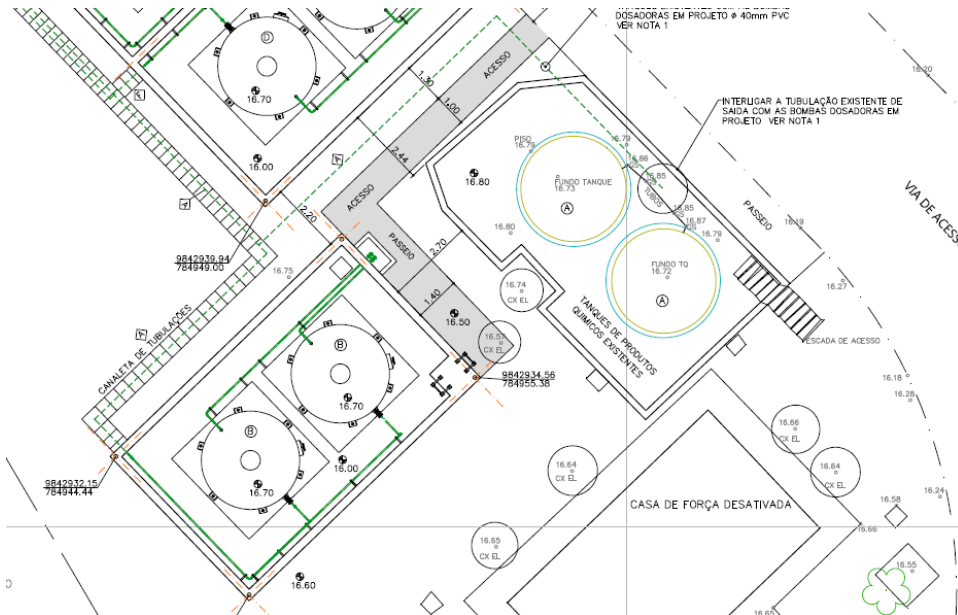 DOSADORAS EM PROJETO ø 40mm PVC
VER NOTA 1
INTERLIGAR A TUBULAÇÃO EXISTENTE DE
SAIDA COM AS BOMBAS DOSADORAS EM
PROJETO VER NOTA 1
16.20
D
16.70
16.00
1.30
1.00
ACESSO
2.44
ACESSO
2.20
PASSEIO
2.70
1.40
16.50
16.80
PISO
16.79
FUNDO TANQUE
16.73
A
16.79
16.86
16.85
TUBOS
16.85
16.87
16.79
PASSEIO
16.19
VIA DE ACESS
16.80
16.74
CX EL
FUNDO TQ
16.72
A
16.27
ESCADA DE ACESSO
TANQUES DE PRODUTOS
QUIMICOS EXISTENTES
16.57
CX EL
9842939.94
784949.00
16.75
A
A
CANALETA DE TUBULAÇÕES
9842934.56
784955.38
B
16.70
B
16.70
16.00
9842932.15
784944.44
16.60
16.18
16.28
16.66
CX EL
16.64
CX EL
16.64
CX EL
16.65
CX EL
CASA DE FORÇA DESATIVADA
16.58
16.24
16.66
16.55
16.65